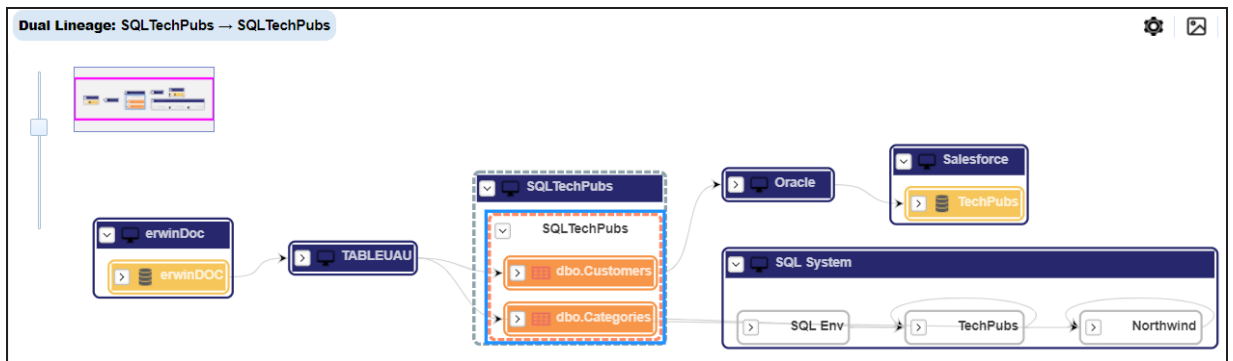 Dual Lineage: SQLTechPubs → SQLTechPubs
Salesforce
TechPubs
Oracle
SQLTechPubs
SQLTechPubs
erwinDoc
erwinDOC
TABLEUAU
dbo.Customers
dbo.Categories
SQL System
SQL Env
TechPubs
Northwind